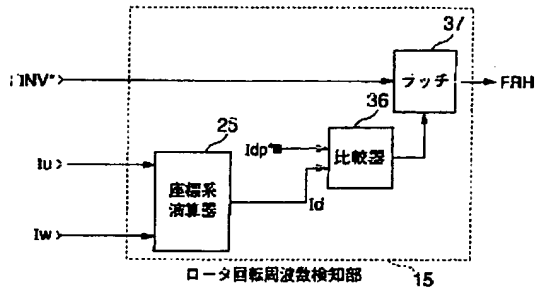 37
FINV*
ラッチ
FRH
36
25
Idp*
比較器
Iu
座標系
演算器
Id
Iw
ロータ回転周波数検知部
15